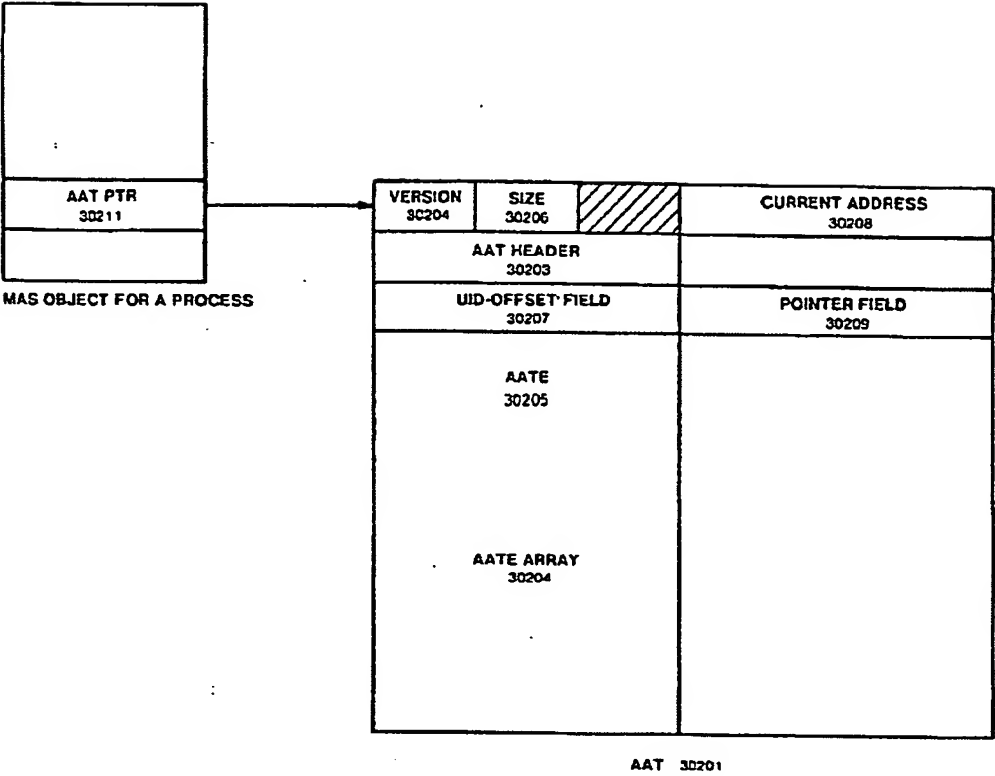 AAT PTR
30211
MAS OBJECT FOR A PROCESS
VERSION
30204
SIZE
30206
CURRENT ADDRESS
30208
AAT HEADER
30203
UID-OFFSET FIELD
30207
POINTER FIELD
30209
AATE
30205
AATE ARRAY
30204
AAT 30201